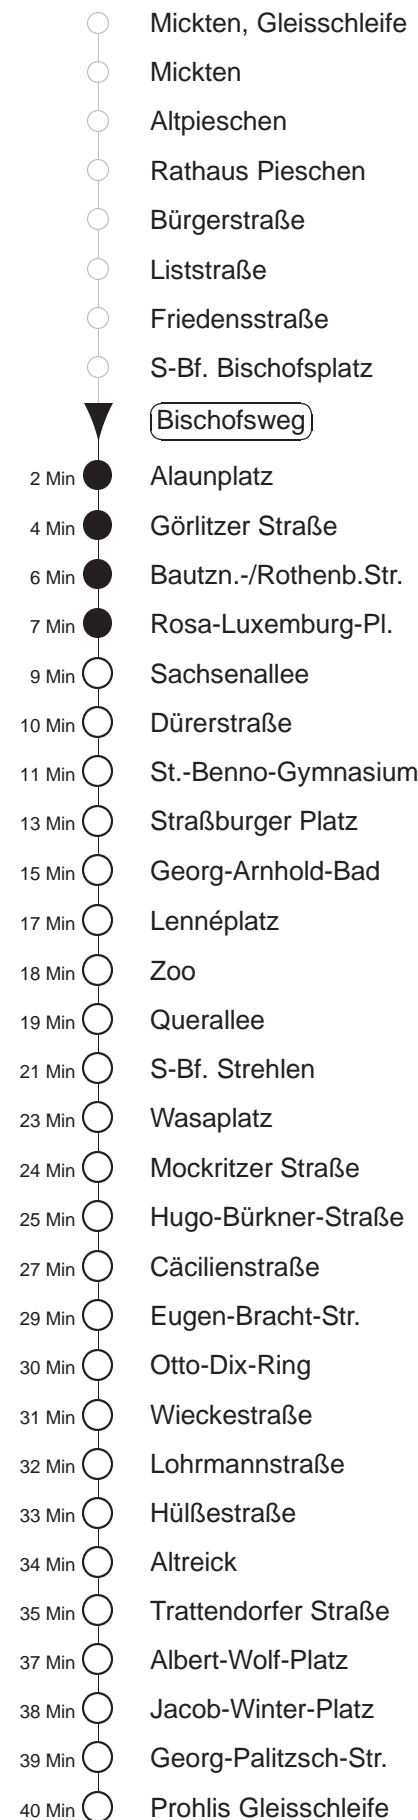 Mickten, Gleisschleife
Mickten
Altpieschen
Rathaus Pieschen
Bürgerstraße
Liststraße
Friedensstraße
S-Bf. Bischofsplatz
Bischofsweg
2 Min Alaunplatz
4 Min Görlitzer Straße
6 Min Bautzn.-/Rothenb.Str.
7 Min Rosa-Luxemburg-Pl.
9 Min Sachsenallee
10 Min Dürerstraße
11 Min St.-Benno-Gymnasium
13 Min Straßburger Platz
15 Min Georg-Arnhold-Bad
17 Min Lennéplatz
18 Min Zoo
19 Min Querallee
21 Min S-Bf. Strehlen
23 Min Wasaplatz
24 Min Mockritzer Straße
25 Min Hugo-Bürkner-Straße
27 Min Cäcilienstraße
29 Min Eugen-Bracht-Str.
30 Min Otto-Dix-Ring
31 Min Wieckestraße
32 Min Lohrmannstraße
33 Min Hülßestraße
34 Min Altreick
35 Min Trattendorfer Straße
37 Min Albert-Wolf-Platz
38 Min Jacob-Winter-Platz
39 Min Georg-Palitzsch-Str.
40 Min Prohlis Gleisschleife